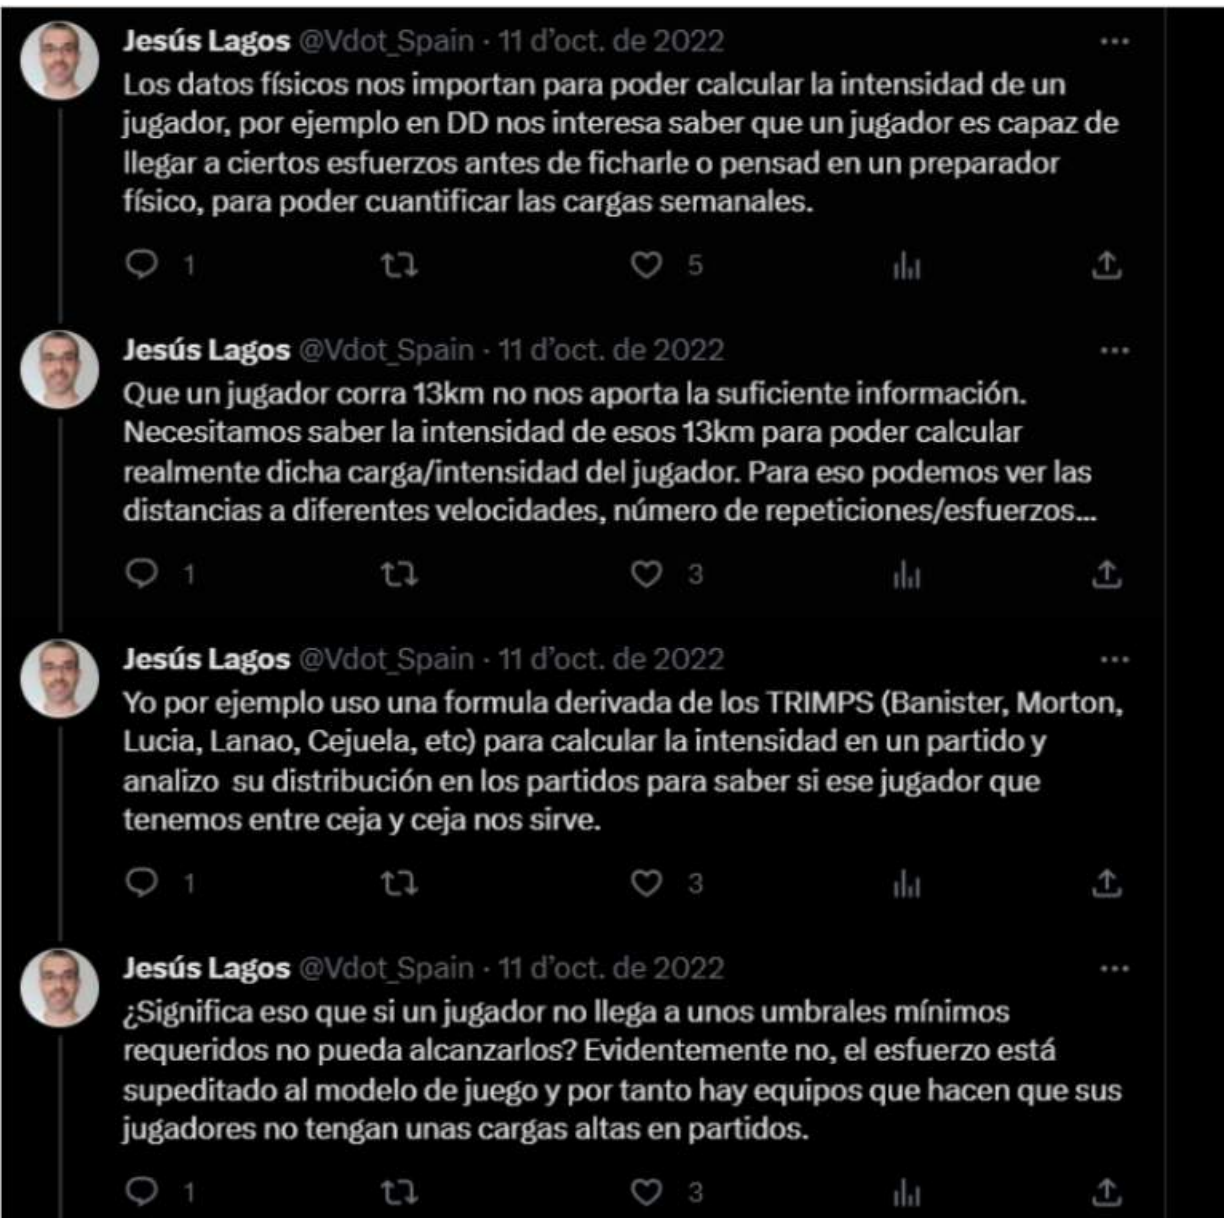 Jesús Lagos @Vdot_Spain · 11 d'oct. de 2022
Los datos físicos nos importan para poder calcular la intensidad de un
jugador, por ejemplo en DD nos interesa saber que un jugador es capaz de
llegar a ciertos esfuerzos antes de ficharle o pensad en un preparador
físico, para poder cuantificar las cargas semanales.
1 5
Jesús Lagos @Vdot_Spain · 11 d'oct. de 2022
Que un jugador corra 13km no nos aporta la suficiente información.
Necesitamos saber la intensidad de esos 13km para poder calcular
realmente dicha carga/intensidad del jugador. Para eso podemos ver las
distancias a diferentes velocidades, número de repeticiones/esfuerzos...
1 3
Jesús Lagos @Vdot_Spain · 11 d'oct. de 2022
Yo por ejemplo uso una formula derivada de los TRIMPS (Banister, Morton,
Lucia, Lanao, Cejuela, etc) para calcular la intensidad en un partido y
analizo su distribución en los partidos para saber si ese jugador que
tenemos entre ceja y ceja nos sirve.
1 3
Jesús Lagos @Vdot_Spain · 11 d'oct. de 2022
¿Significa eso que si un jugador no llega a unos umbrales mínimos
requeridos no pueda alcanzarlos? Evidentemente no, el esfuerzo está
supeditado al modelo de juego y por tanto hay equipos que hacen que sus
jugadores no tengan unas cargas altas en partidos.
1 3